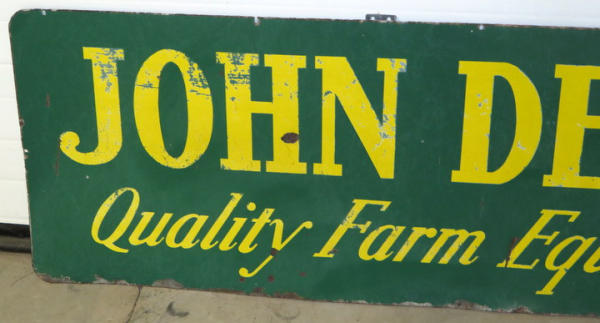 JOHN DE
Quality Farm Equ